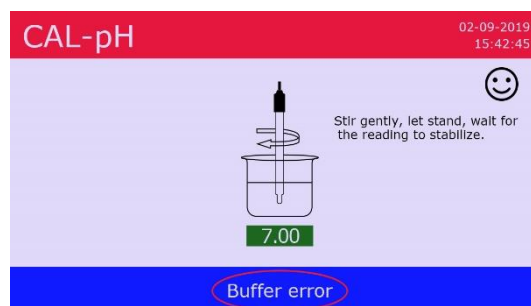 CAL-pH
02-09-2019
15:42:45
Stir gently, let stand, wait for
the reading to stabilize.
7.00
Buffer error